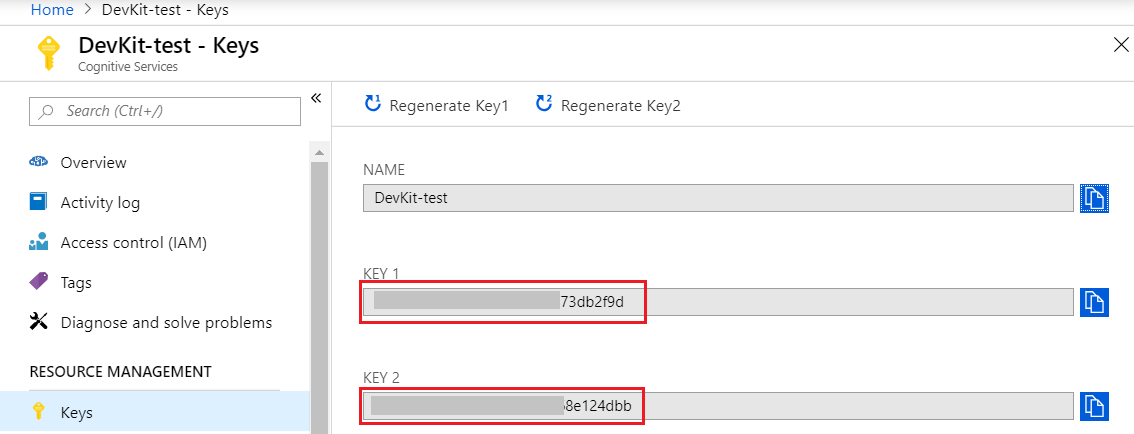 Home > DevKit-test - Keys
DevKit-test - Keys
Cognitive Services
Search (Ctrl+/)
«
Overview
Activity log
Access control (IAM)
Tags
Diagnose and solve problems
RESOURCE MANAGEMENT
Keys
1 Regenerate Key1 2 Regenerate Key2
NAME
DevKit-test
KEY 1
73db2f9d
KEY 2
8e124dbb